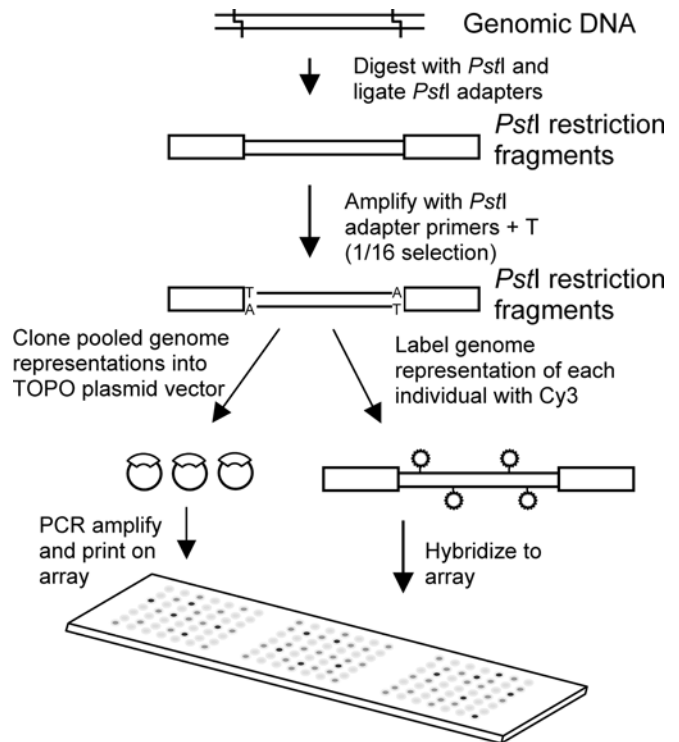 Genomic DNA
Digest with PstI and
ligate PstI adapters
PstI restriction
fragments
Amplify with PstI
adapter primers + T
(1/16 selection)
PstI restriction
fragments
T
A
A
T
Clone pooled genome
representations into
TOPO plasmid vector
Label genome
representation of each
individual with Cy3
PCR amplify
and print on
array
Hybridize to
array